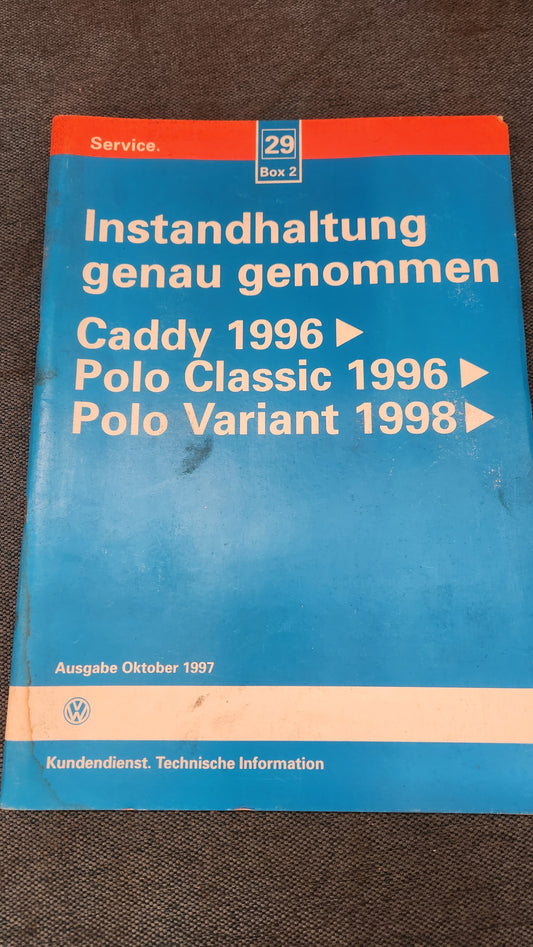 Service.
29
Box 2
Instandhaltung
genau genommen
Caddy 1996 ▶
Polo Classic 1996 ▶
Polo Variant 1998 ▶
Ausgabe Oktober 1997
VW
Kundendienst. Technische Information